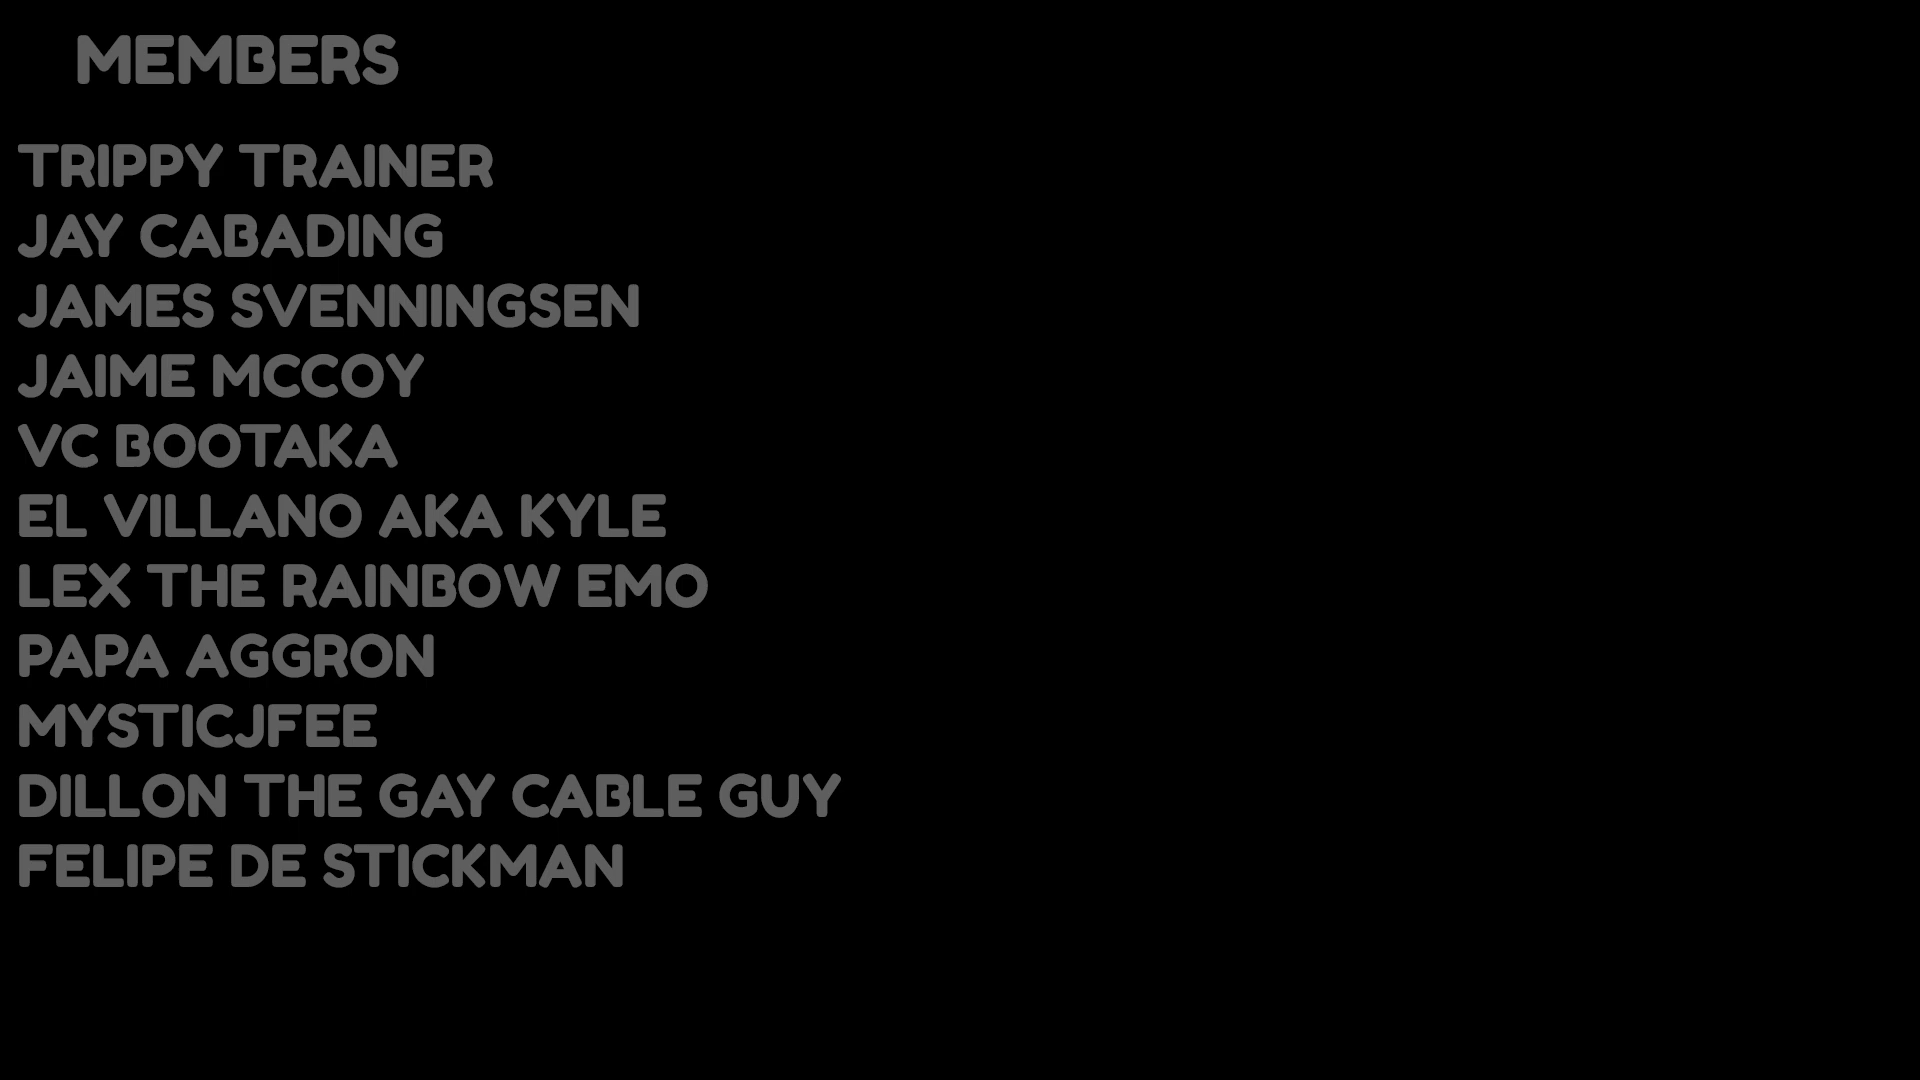 MEMBERS
TRIPPY TRAINER
JAY CABADING
JAMES SVENNINGSEN
JAIME MCCOY
VC BOOTAKA
EL VILLANO AKA KYLE
LEX THE RAINBOW EMO
PAPA AGGRON
MYSTICJFEE
DILLON THE GAY CABLE GUY
FELIPE DE STICKMAN